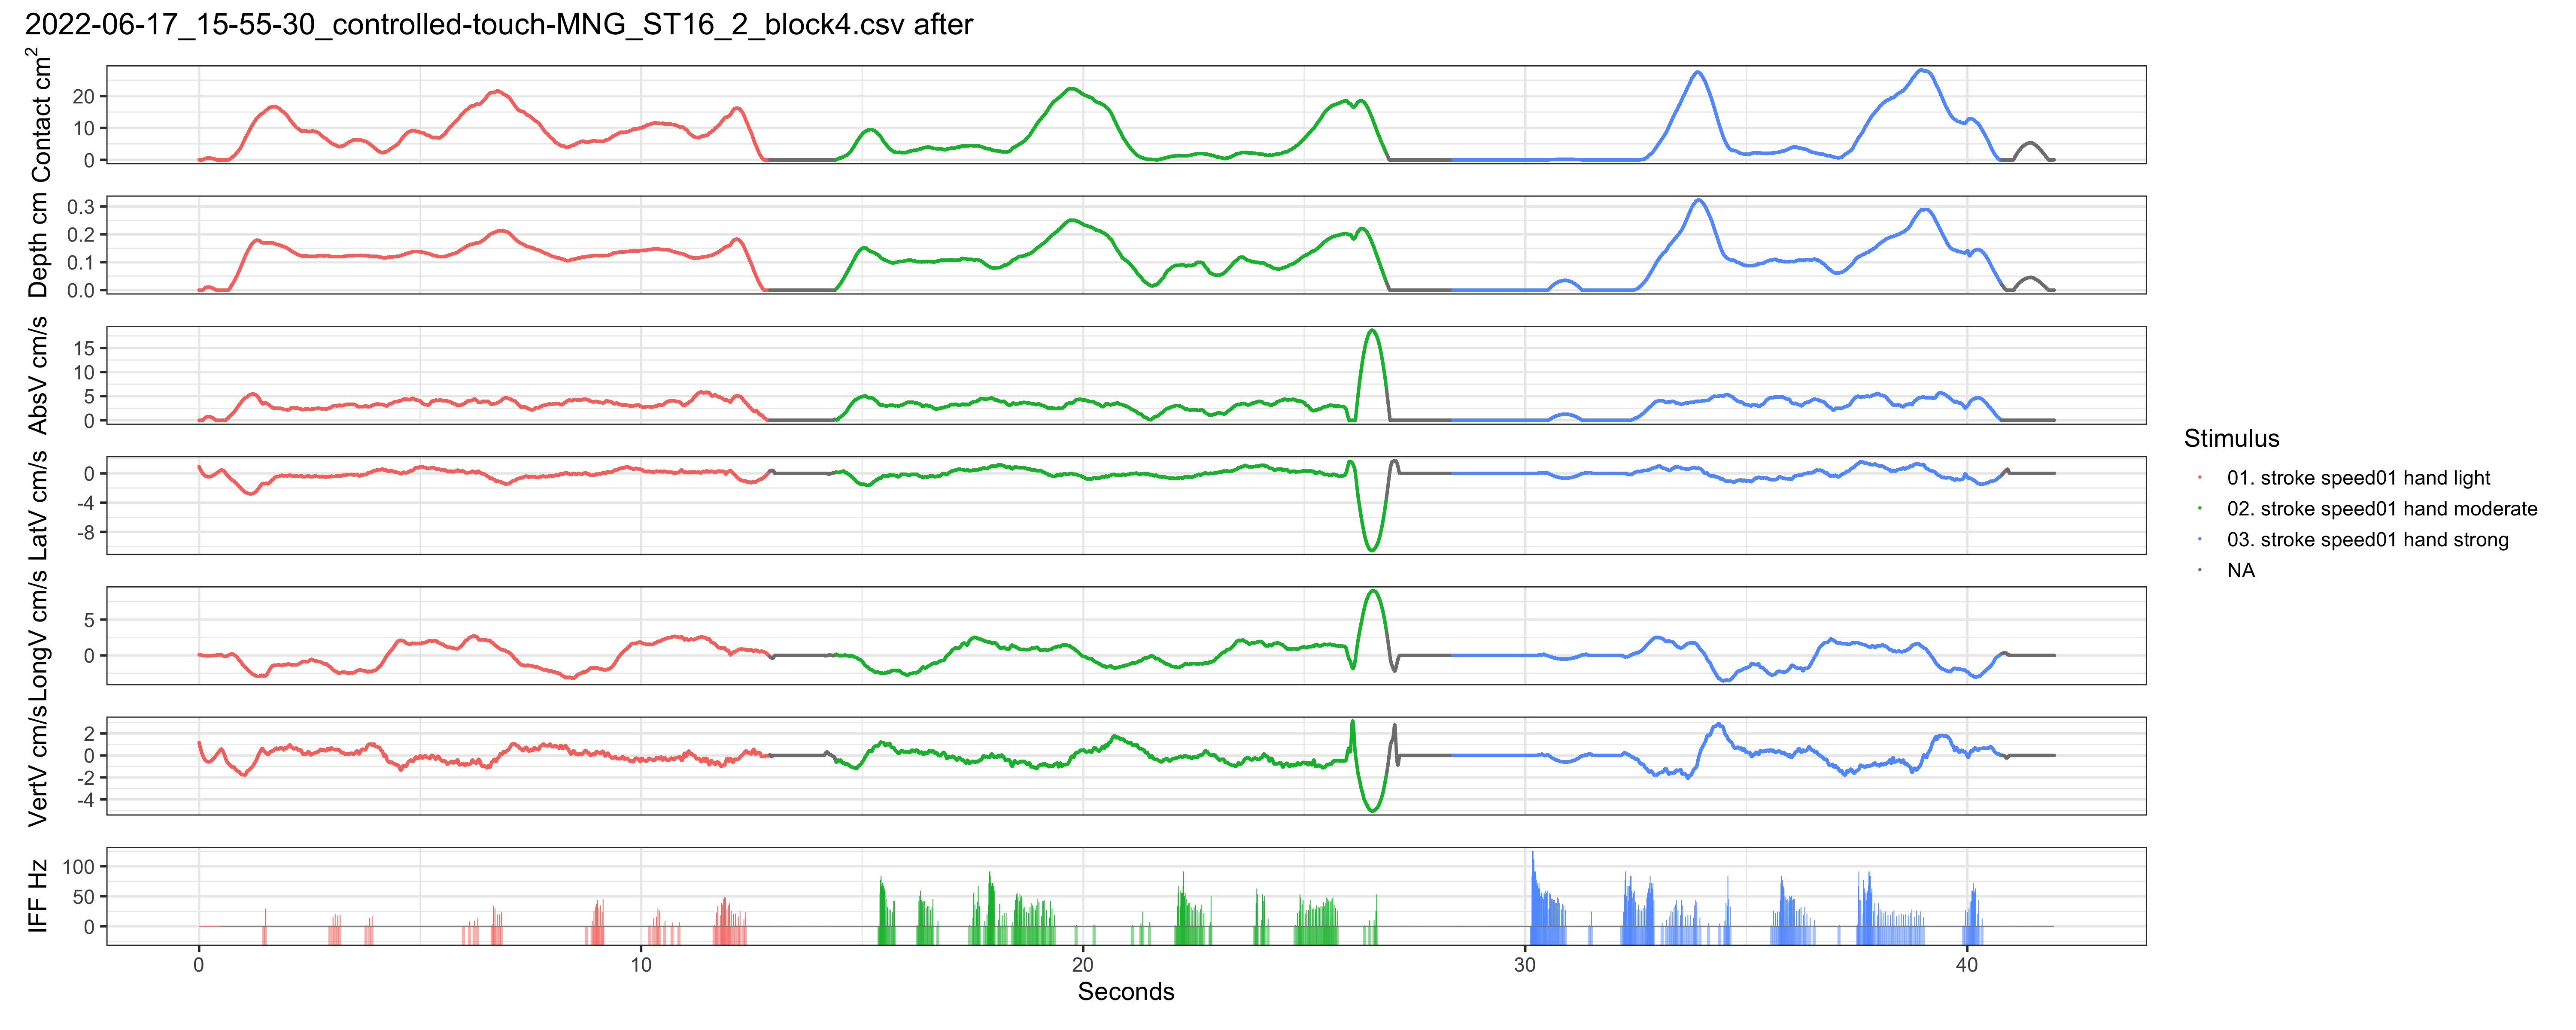 2022-06-17_15-55-30_controlled-touch-MNG_ST16_2_block4.csv after
Contact cm²
20
10
0
Depth cm
0.3
0.2
0.1
0.0
AbsV cm/s
15
10
5
0
LatV cm/s
0
-4
-8
LongV cm/s
5
0
VertV cm/s
2
0
-2
-4
IFF Hz
100
50
0
0 10 20 30 40
Seconds
Stimulus
01. stroke speed01 hand light
02. stroke speed01 hand moderate
03. stroke speed01 hand strong
NA